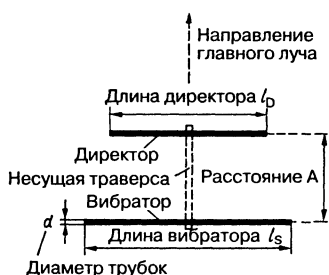 Направление
главного луча
Длина директора lD
Директор
Несущая траверса
Расстояние А
Вибратор
d
Длина вибратора lS
Диаметр трубок